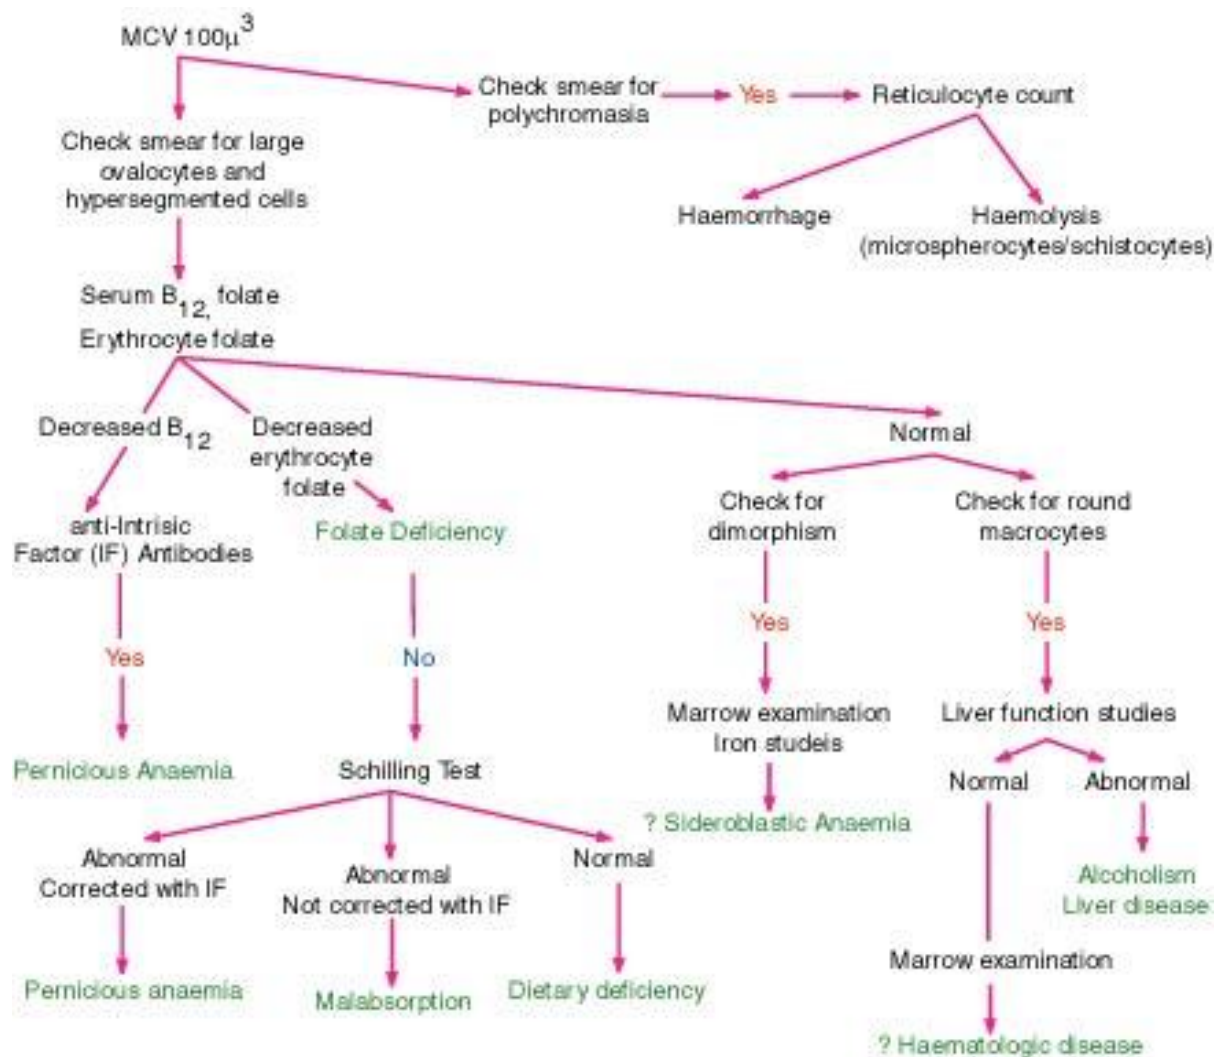 MCV 100µ3
Check smear for
polychromasia
Yes
Reticulocyte count
Check smear for large
ovalocytes and
hypersegmented cells
Haemorrhage
Haemolysis
(microspherocytes/schistocytes)
Serum B12, folate
Erythrocyte folate
Decreased B12
Decreased
erythrocyte
folate
Normal
anti-Intrisic
Factor (IF) Antibodies
Folate Deficiency
Check for
dimorphism
Check for round
macrocytes
Yes
No
Yes
Yes
Marrow examination
Iron studeis
Liver function studies
Pernicious Anaemia
Schilling Test
Normal
Abnormal
? Sideroblastic Anaemia
Abnormal
Corrected with IF
Abnormal
Not corrected with IF
Normal
Alcoholism
Liver disease
Marrow examination
Pernicious anaemia
Malabsorption
Dietary deficiency
? Haematologic disease